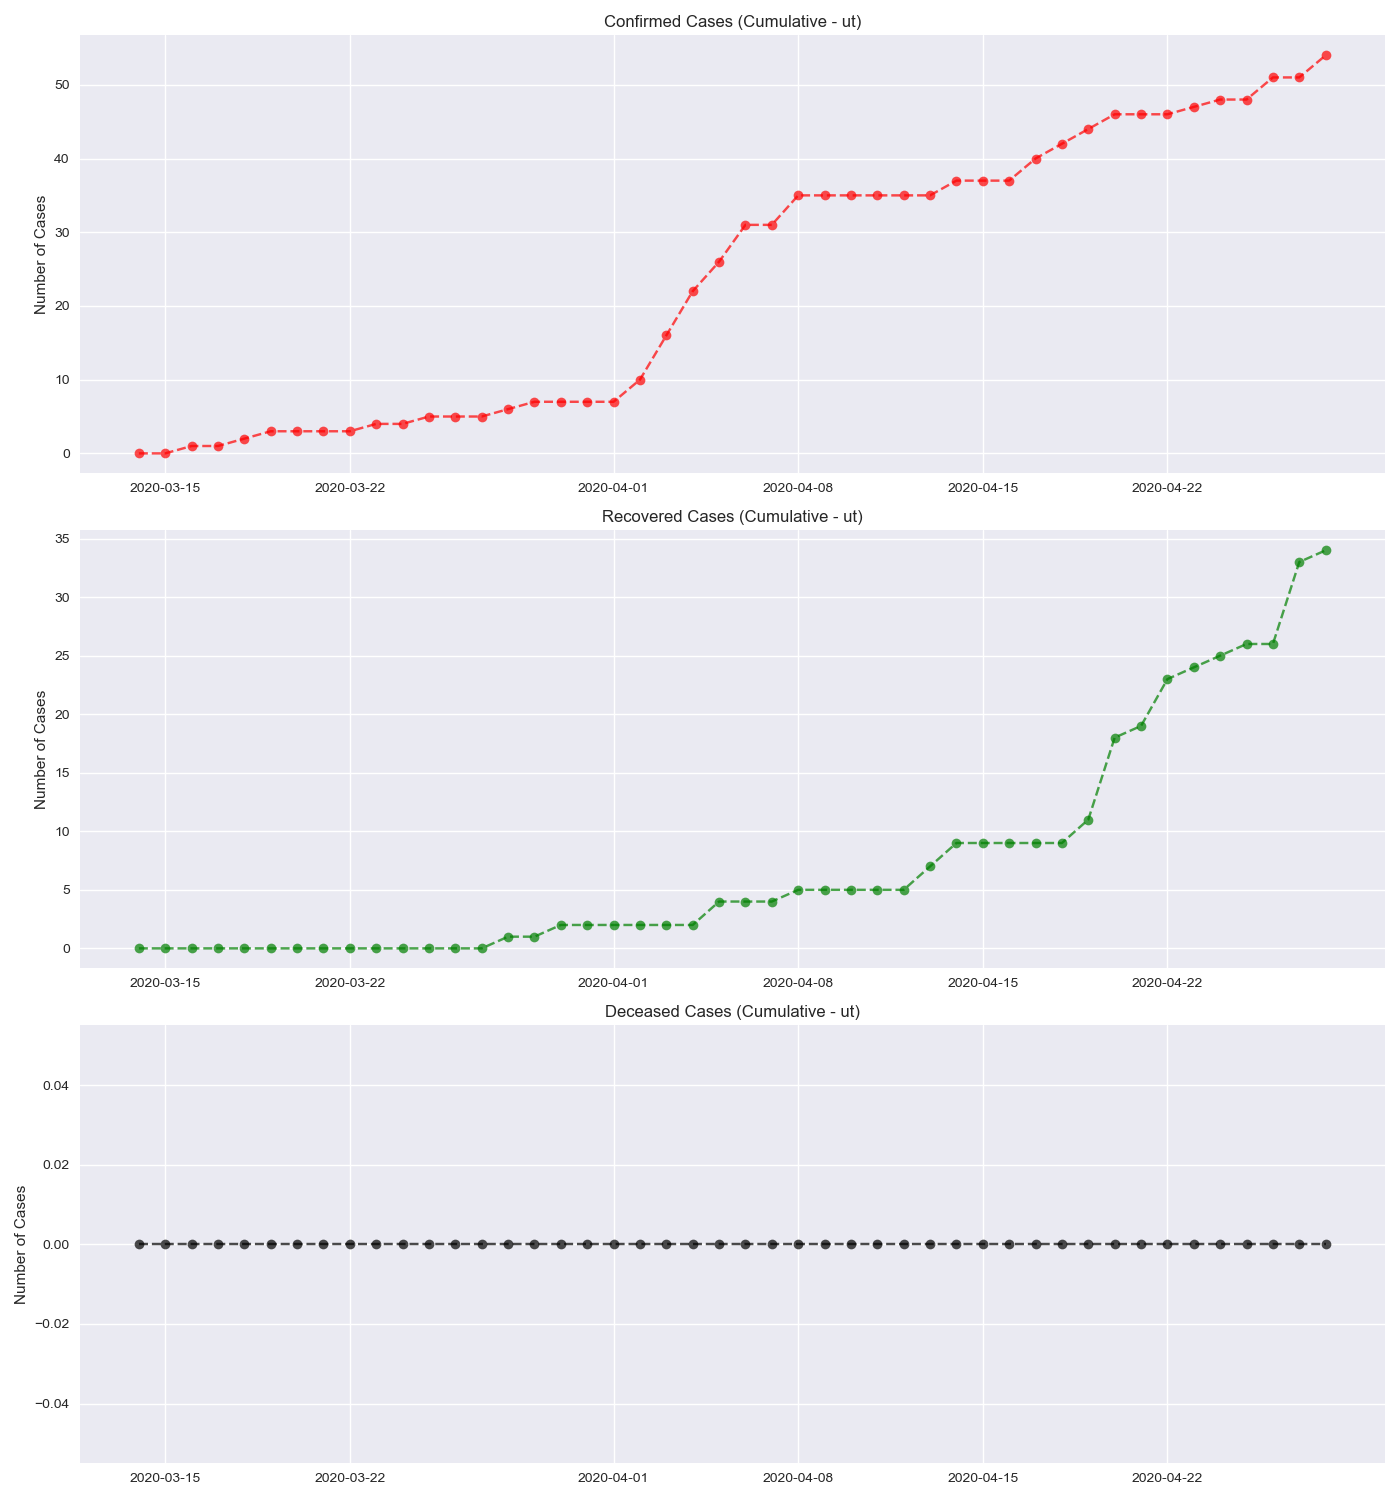 Confirmed Cases (Cumulative - ut)
50
40
30
20
10
0
Number of Cases
2020-03-15 2020-03-22 2020-04-01 2020-04-08 2020-04-15 2020-04-22
Recovered Cases (Cumulative - ut)
35
30
25
20
15
10
5
0
Number of Cases
2020-03-15 2020-03-22 2020-04-01 2020-04-08 2020-04-15 2020-04-22
Deceased Cases (Cumulative - ut)
0.04
0.02
0.00
−0.02
−0.04
Number of Cases
2020-03-15 2020-03-22 2020-04-01 2020-04-08 2020-04-15 2020-04-22